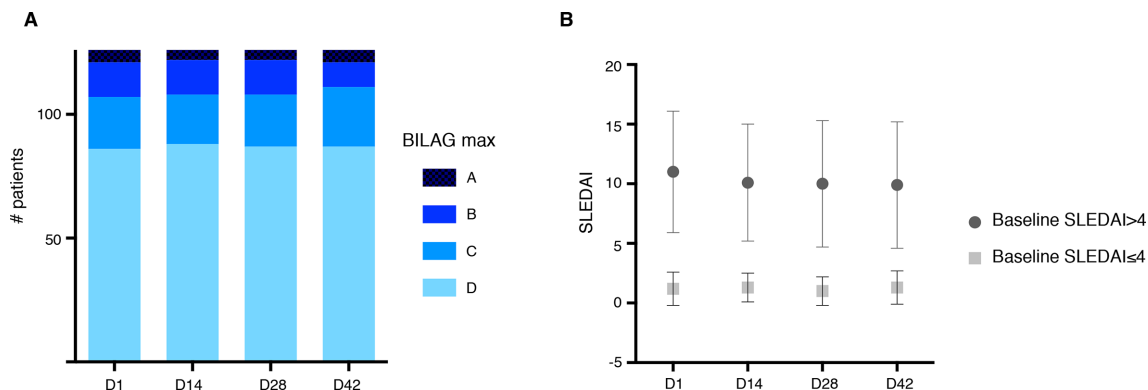 A
# patients
100
50
D1 D14 D28 D42
BILAG max
A
B
C
D
B
SLEDAI
20
15
10
5
0
-5
D1 D14 D28 D42
Baseline SLEDAI>4
Baseline SLEDAI≤4